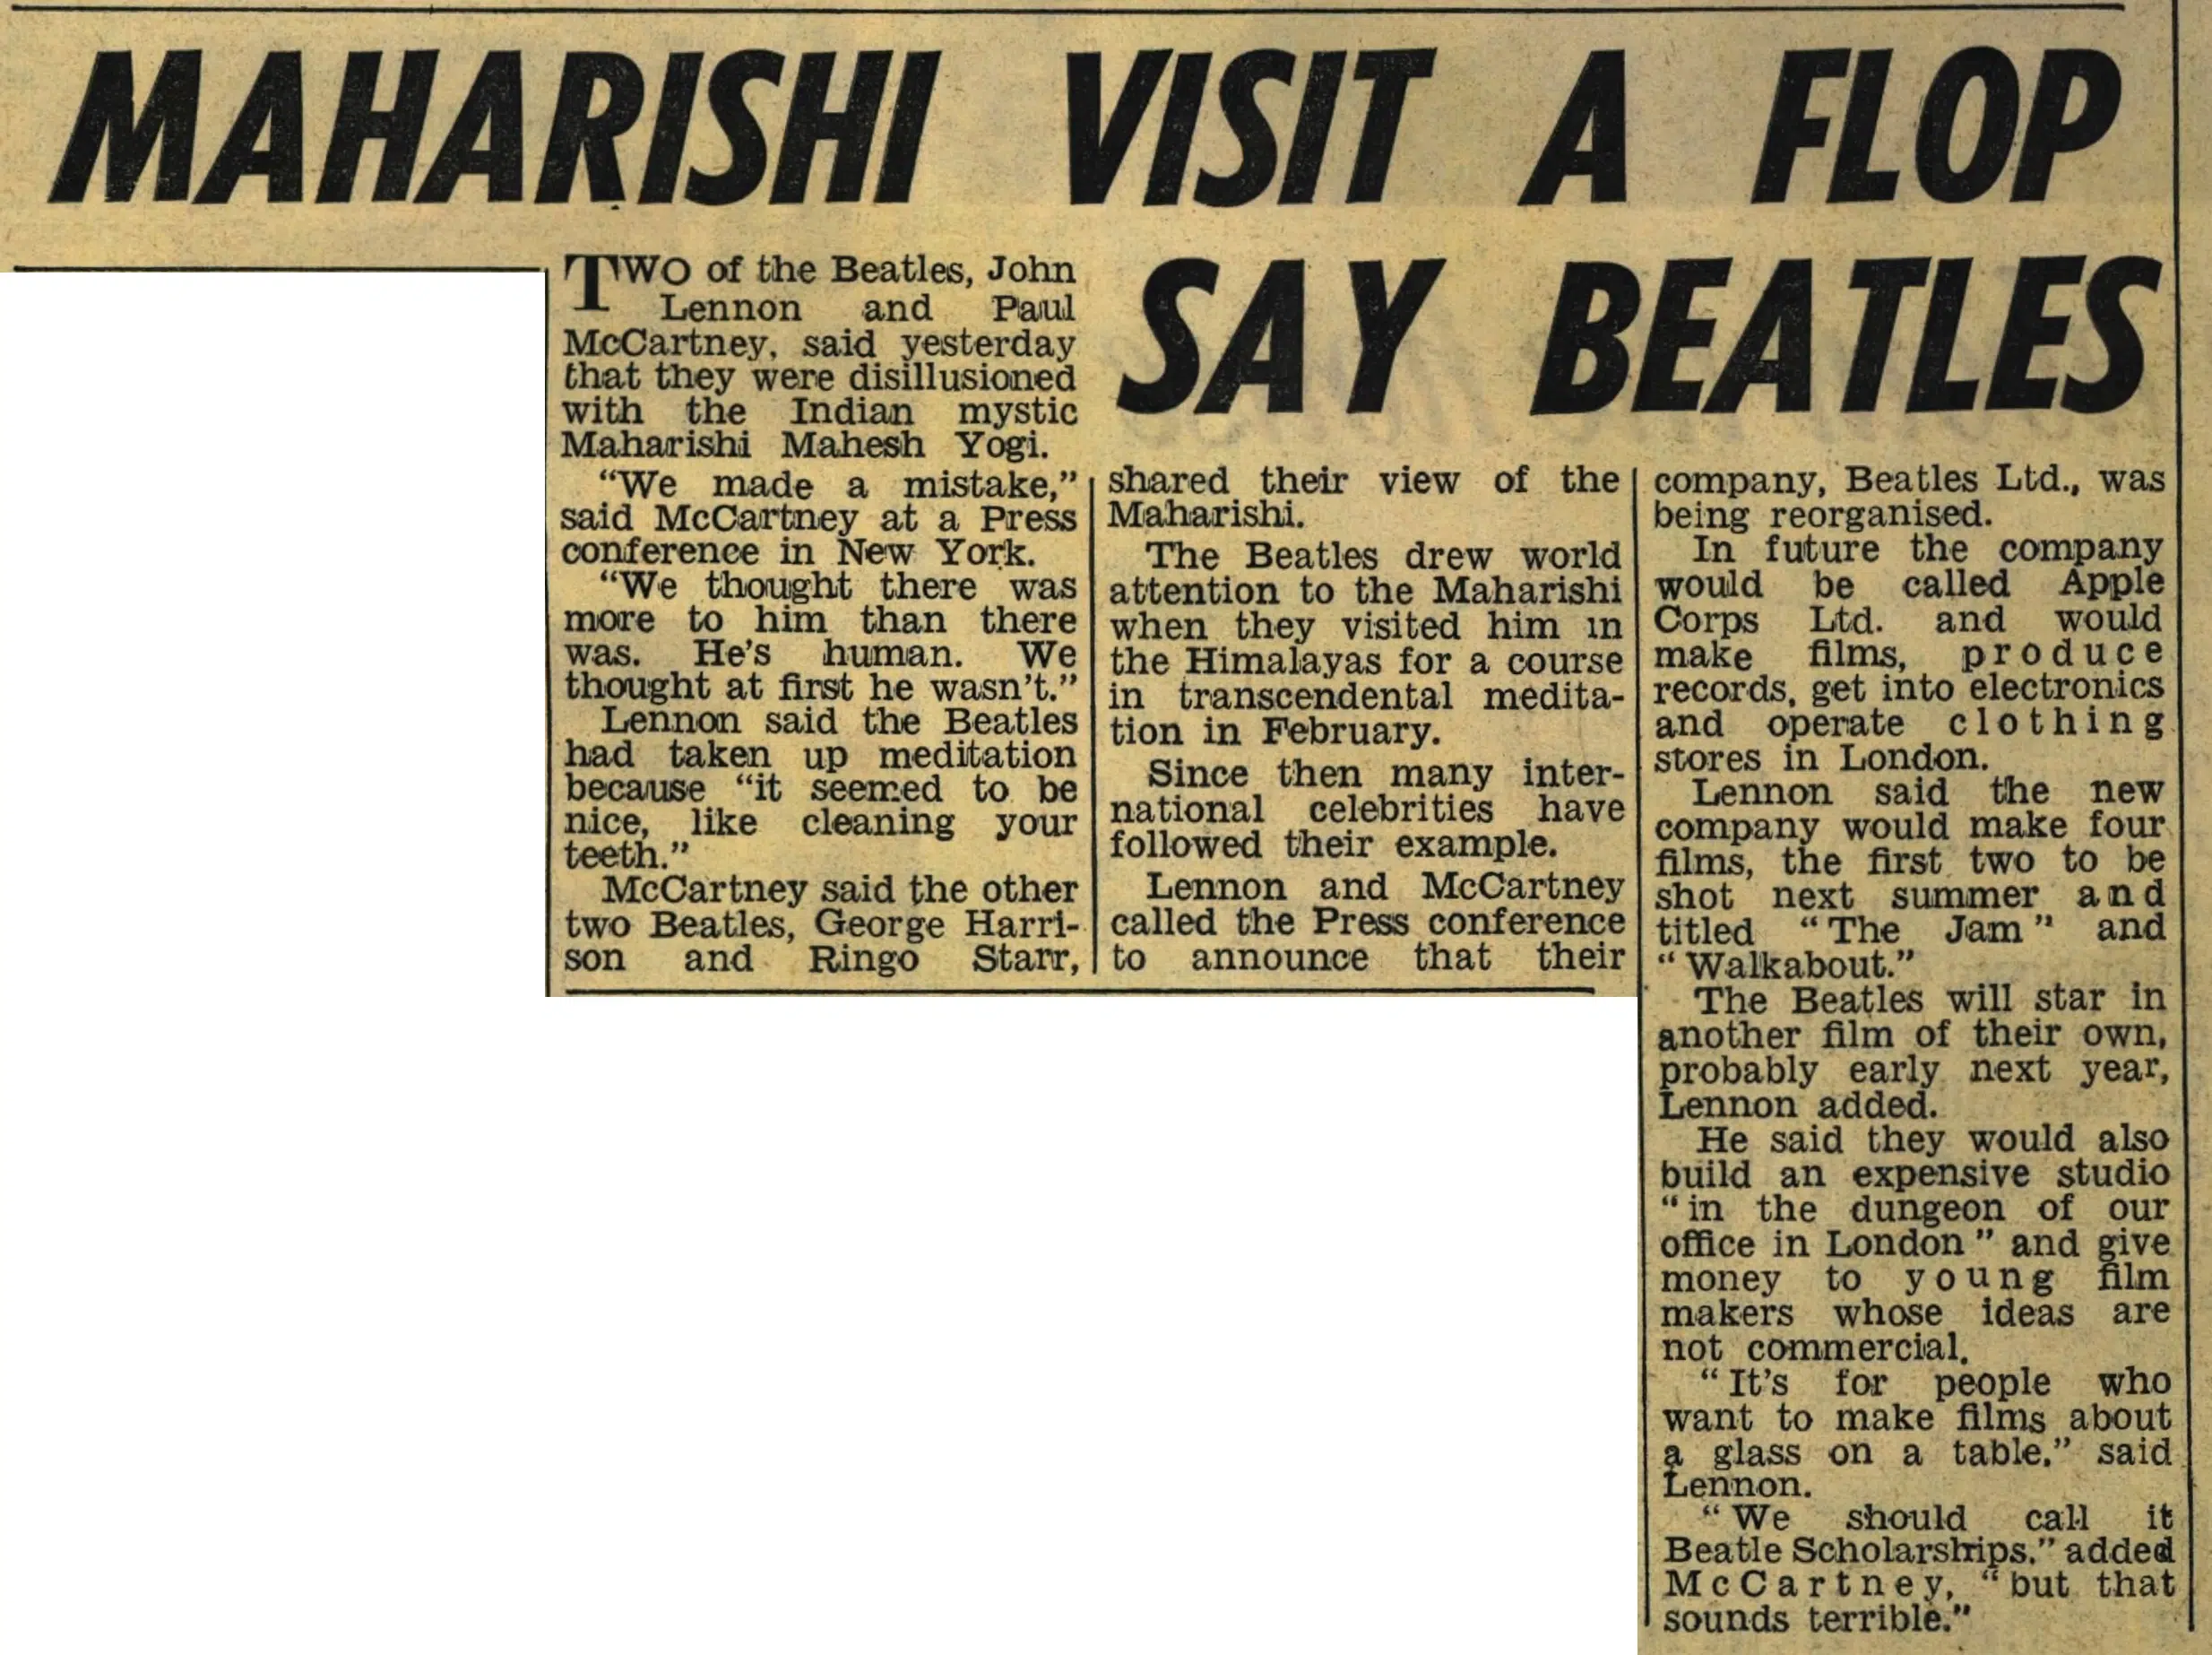 MAHARISHI VISIT A FLOP
SAY BEATLES
TWO of the Beatles, John
Lennon and Paul
McCartney, said yesterday
that they were disillusioned
with the Indian mystic
Maharishi Mahesh Yogi.
“We made a mistake,”
said McCartney at a Press
conference in New York.
“We thought there was
more to him than there
was. He’s human. We
thought at first he wasn’t.”
Lennon said the Beatles
had taken up meditation
because “it seemed to be
nice, like cleaning your
teeth.”
McCartney said the other
two Beatles, George Harri-
son and Ringo Starr,
shared their view of the
Maharishi.
The Beatles drew world
attention to the Maharishi
when they visited him in
the Himalayas for a course
in transcendental medita-
tion in February.
Since then many inter-
national celebrities have
followed their example.
Lennon and McCartney
called the Press conference
to announce that their
company, Beatles Ltd., was
being reorganised.
In future the company
would be called Apple
Corps Ltd. and would
make films, produce
records, get into electronics
and operate clothing
stores in London.
Lennon said the new
company would make four
films, the first two to be
shot next summer and
titled “The Jam” and
“Walkabout.”
The Beatles will star in
another film of their own,
probably early next year,
Lennon added.
He said they would also
build an expensive studio
“in the dungeon of our
office in London” and give
money to young film
makers whose ideas are
not commercial.
“It’s for people who
want to make films about
a glass on a table.” said
Lennon.
“We should call it
Beatle Scholarships.” added
McCartney, “but that
sounds terrible.”